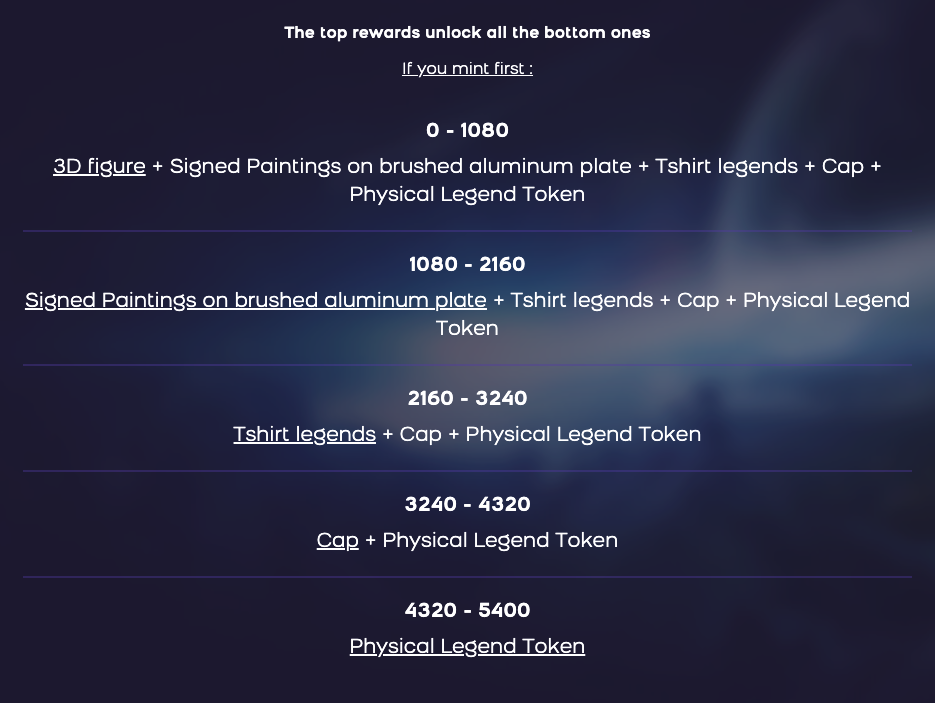 The top rewards unlock all the bottom ones
If you mint first :
0 - 1080
3D figure + Signed Paintings on brushed aluminum plate + Tshirt legends + Cap +
Physical Legend Token
1080 - 2160
Signed Paintings on brushed aluminum plate + Tshirt legends + Cap + Physical Legend
Token
2160 - 3240
Tshirt legends + Cap + Physical Legend Token
3240 - 4320
Cap + Physical Legend Token
4320 - 5400
Physical Legend Token